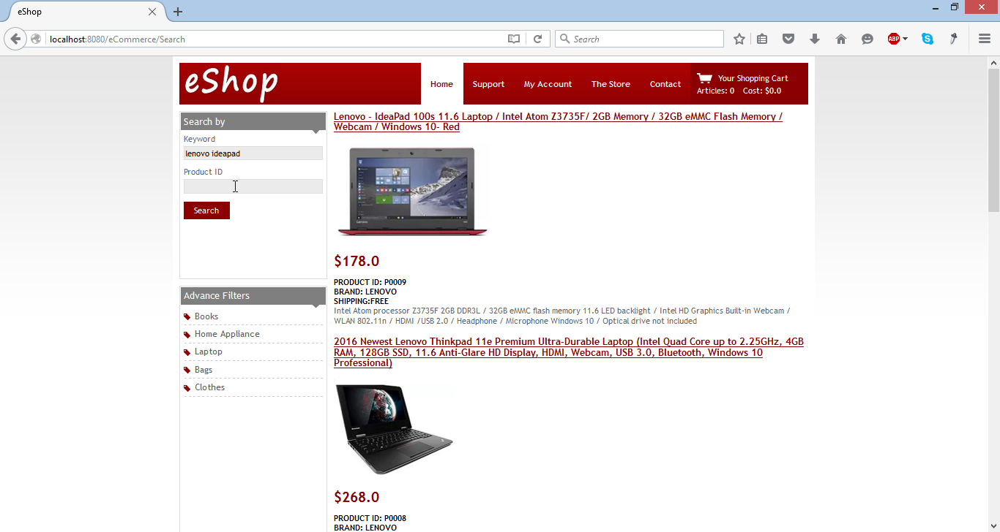 eShop
localhost:8080/eCommerce/Search
Search
ABP
eShop
Home
Support
My Account
The Store
Contact
Your Shopping Cart
Articles: 0 Cost: $0.0
Search by
Keyword
lenovo ideapad
Product ID
Search
Advance Filters
Books
Home Appliance
Laptop
Bags
Clothes
Lenovo - IdeaPad 100s 11.6 Laptop / Intel Atom Z3735F/ 2GB Memory / 32GB eMMC Flash Memory /
Webcam / Windows 10- Red
$178.0
PRODUCT ID: P0009
BRAND: LENOVO
SHIPPING:FREE
Intel Atom processor Z3735F 2GB DDR3L / 32GB eMMC flash memory 11.6 LED backlight / Intel HD Graphics Built-in Webcam /
WLAN 802.11n / HDMI /USB 2.0 / Headphone / Microphone Windows 10 / Optical drive not included
2016 Newest Lenovo Thinkpad 11e Premium Ultra-Durable Laptop (Intel Quad Core up to 2.25GHz, 4GB
RAM, 128GB SSD, 11.6 Anti-Glare HD Display, HDMI, Webcam, USB 3.0, Bluetooth, Windows 10
Professional)
$268.0
PRODUCT ID: P0008
BRAND: LENOVO